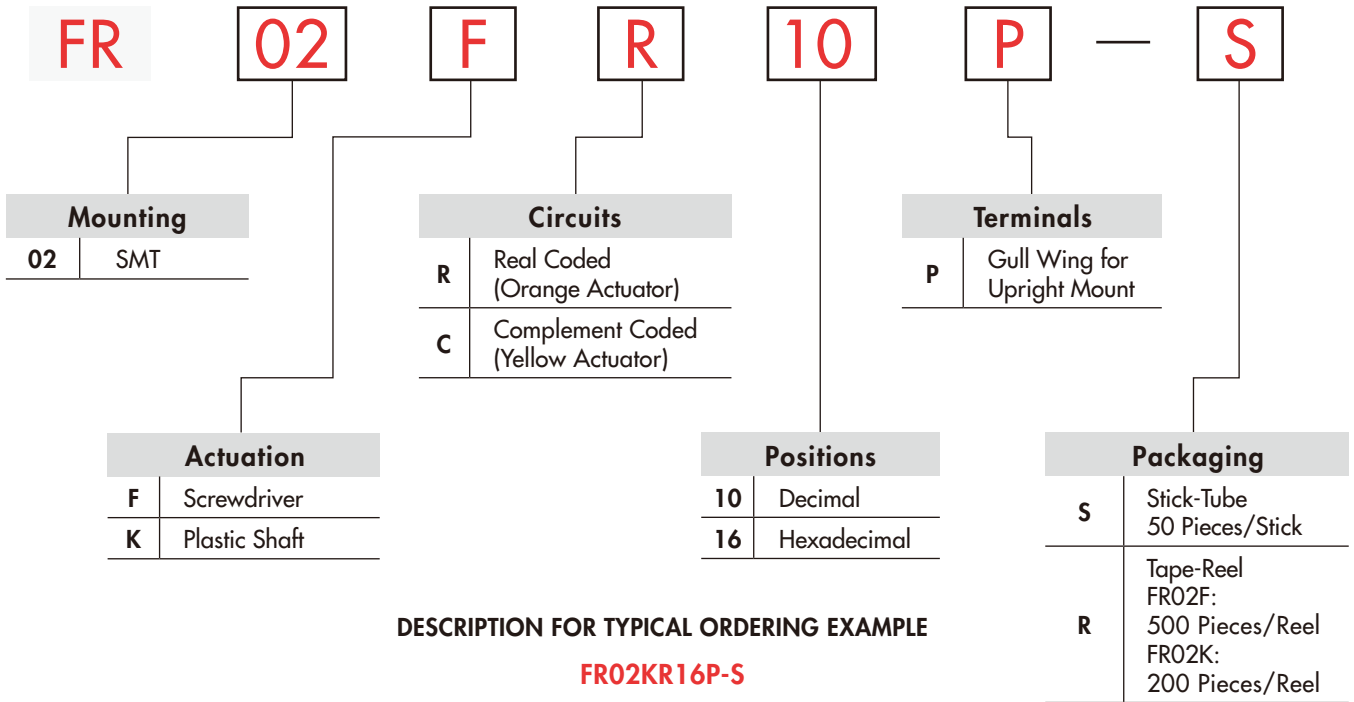 FR 02 F R 10 P — S
Mounting
02 SMT
Circuits
R Real Coded
(Orange Actuator)
C Complement Coded
(Yellow Actuator)
Terminals
P Gull Wing for
Upright Mount
Actuation
F Screwdriver
K Plastic Shaft
Positions
10 Decimal
16 Hexadecimal
Packaging
S Stick-Tube
50 Pieces/Stick
R Tape-Reel
FR02F:
500 Pieces/Reel
FR02K:
200 Pieces/Reel
DESCRIPTION FOR TYPICAL ORDERING EXAMPLE
FR02KR16P-S